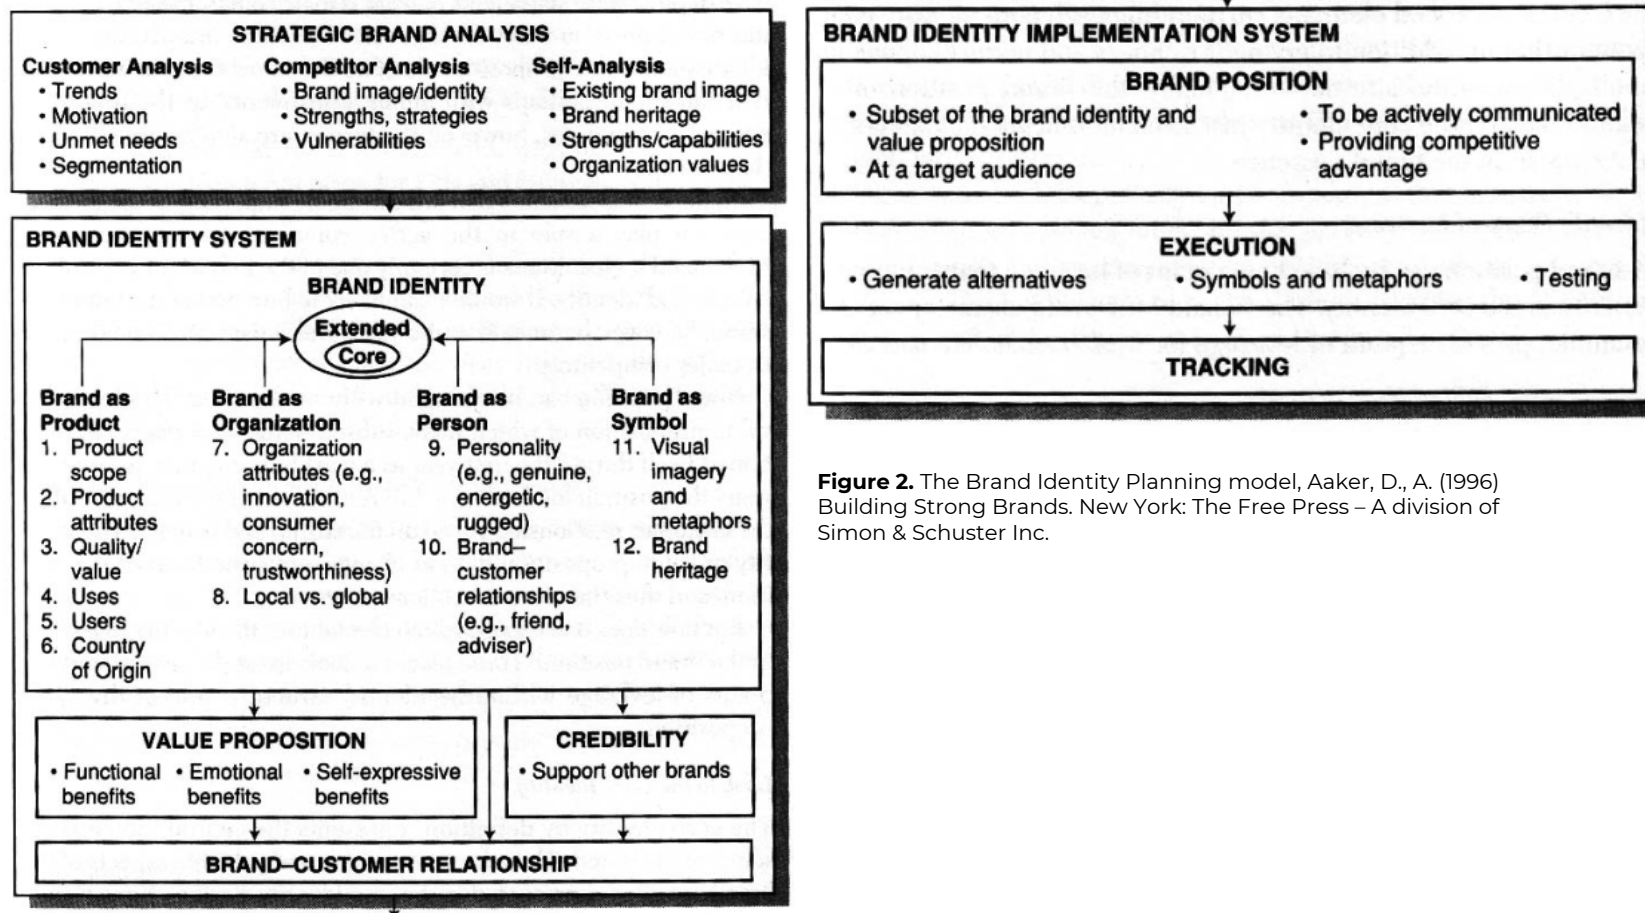 STRATEGIC BRAND ANALYSIS
Customer Analysis
• Trends
• Motivation
• Unmet needs
• Segmentation
Competitor Analysis
• Brand image/identity
• Strengths, strategies
• Vulnerabilities
Self-Analysis
• Existing brand image
• Brand heritage
• Strengths/capabilities
• Organization values
BRAND IDENTITY SYSTEM
BRAND IDENTITY
Extended
Core
Brand as
Product
1. Product
scope
2. Product
attributes
3. Quality/
value
4. Uses
5. Users
6. Country
of Origin
Brand as
Organization
7. Organization
attributes (e.g.,
innovation,
consumer
concern,
trustworthiness)
8. Local vs. global
Brand as
Person
9. Personality
(e.g., genuine,
energetic,
rugged)
10. Brand–
customer
relationships
(e.g., friend,
adviser)
Brand as
Symbol
11. Visual
imagery
and
metaphors
12. Brand
heritage
VALUE PROPOSITION
• Functional
benefits
• Emotional
benefits
• Self-expressive
benefits
CREDIBILITY
• Support other brands
BRAND–CUSTOMER RELATIONSHIP
BRAND IDENTITY IMPLEMENTATION SYSTEM
BRAND POSITION
• Subset of the brand identity and
value proposition
• At a target audience
• To be actively communicated
• Providing competitive
advantage
EXECUTION
• Generate alternatives
• Symbols and metaphors
• Testing
TRACKING
Figure 2. The Brand Identity Planning model, Aaker, D., A. (1996)
Building Strong Brands. New York: The Free Press – A division of
Simon & Schuster Inc.